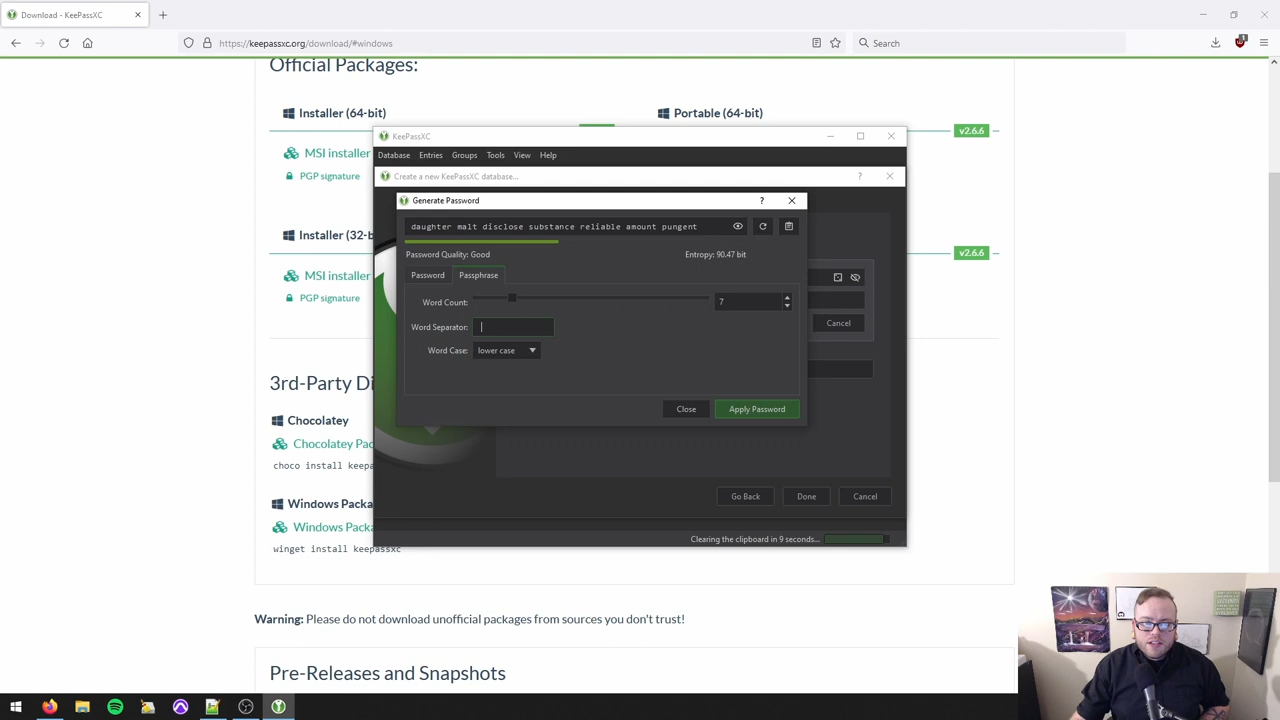 Download - KeePassXC
https://keepassxc.org/download/#windows
Search
Official Packages:
Installer (64-bit)
Portable (64-bit)
v2.6.6
MSI installer
PGP signature
Installer (32-b
v2.6.6
MSI installer
PGP signature
3rd-Party Di
Chocolatey
Chocolatey Pac
choco install keepa
Windows Packa
Windows Packa
winget install keepassxc
Warning: Please do not download unofficial packages from sources you don't trust!
Pre-Releases and Snapshots
KeePassXC
Database Entries Groups Tools View Help
Create a new KeePassXC database...
?
Generate Password
?
daughter malt disclose substance reliable amount pungent
Password Quality: Good
Entropy: 90.47 bit
Password
Passphrase
Word Count:
7
Word Separator:
Word Case:
lower case
Close
Apply Password
Cancel
Go Back
Done
Cancel
Clearing the clipboard in 9 seconds...